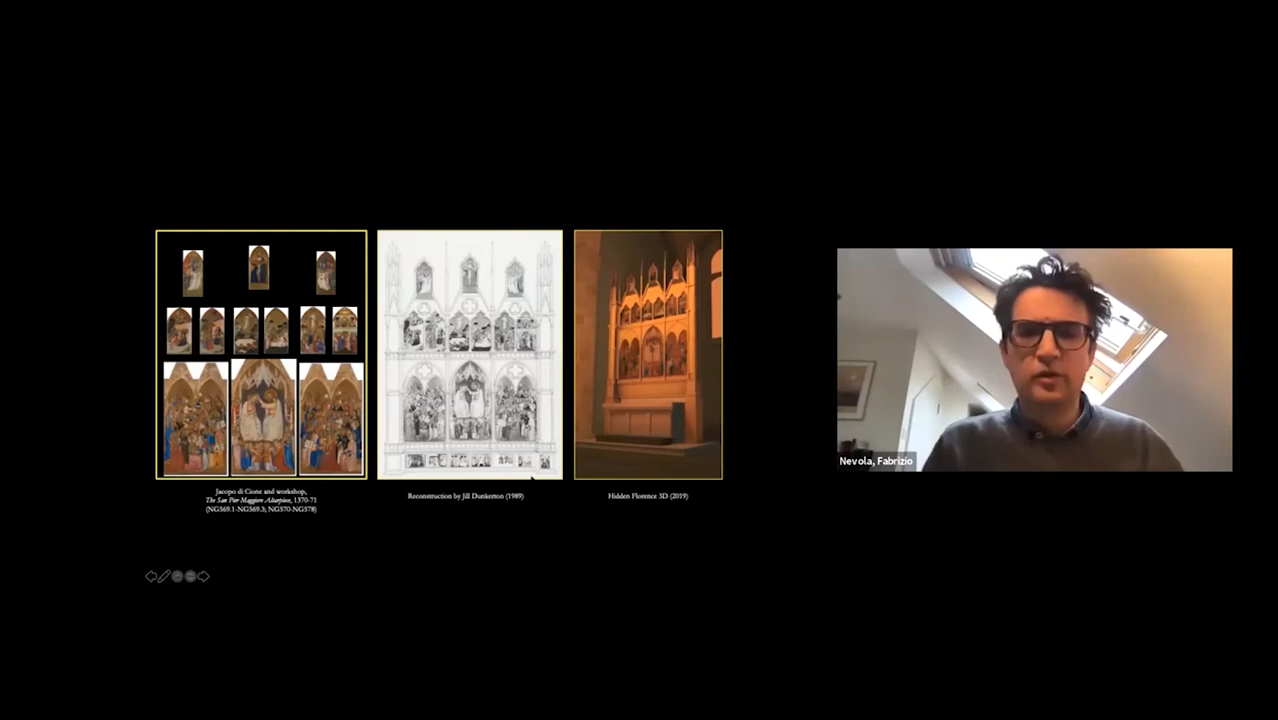 Jacopo di Cione and workshop,
The San Pier Maggiore Altarpiece, 1370-71
(NG569.1-NG569.3; NG570-NG578)
Reconstruction by Jill Dunkerton (1989)
Hidden Florence 3D (2019)
Nevola, Fabrizio